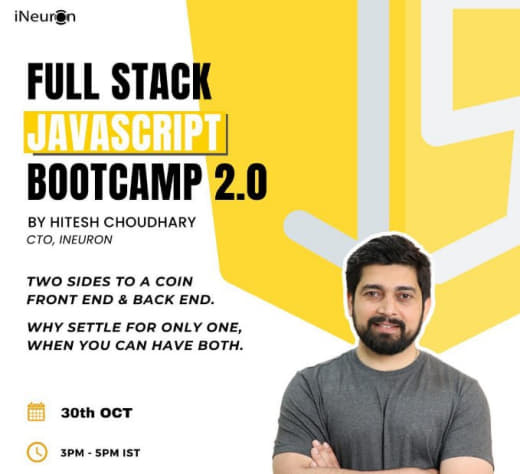 iNeuron
FULL STACK
JAVASCRIPT
BOOTCAMP 2.0
BY HITESH CHOUDHARY
CTO, INEURON
TWO SIDES TO A COIN
FRONT END & BACK END.
WHY SETTLE FOR ONLY ONE,
WHEN YOU CAN HAVE BOTH.
30th OCT
3PM - 5PM IST